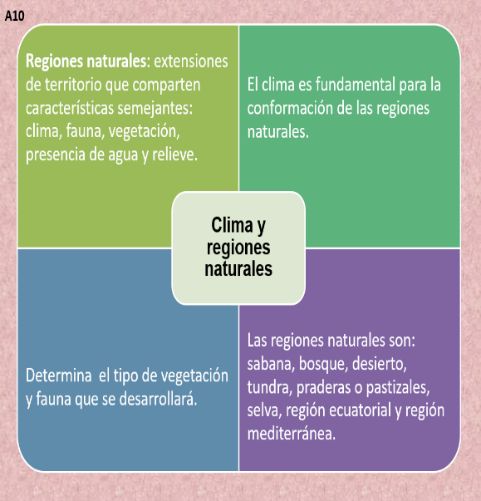 A10
Regiones naturales: extensiones
de territorio que comparten
características semejantes:
clima, fauna, vegetación,
presencia de agua y relieve.
El clima es fundamental para la
conformación de las regiones
naturales.
Clima y
regiones
naturales
Determina el tipo de vegetación
y fauna que se desarrollará.
Las regiones naturales son:
sabana, bosque, desierto,
tundra, praderas o pastizales,
selva, región ecuatorial y región
mediterránea.